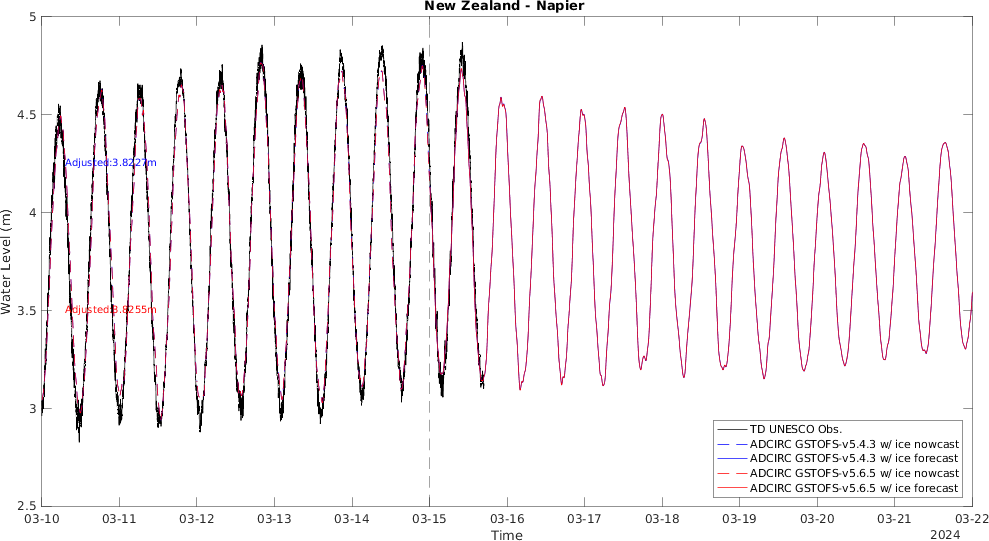 New Zealand - Napier
Water Level (m)
5
4.5
4
3.5
3
2.5
Adjusted:3.8227m
Adjusted:3.8255m
TD UNESCO Obs.
ADCIRC GSTOFS-v5.4.3 w/ ice nowcast
ADCIRC GSTOFS-v5.4.3 w/ ice forecast
ADCIRC GSTOFS-v5.6.5 w/ ice nowcast
ADCIRC GSTOFS-v5.6.5 w/ ice forecast
03-10 03-11 03-12 03-13 03-14 03-15 03-16 03-17 03-18 03-19 03-20 03-21 03-22
Time
2024